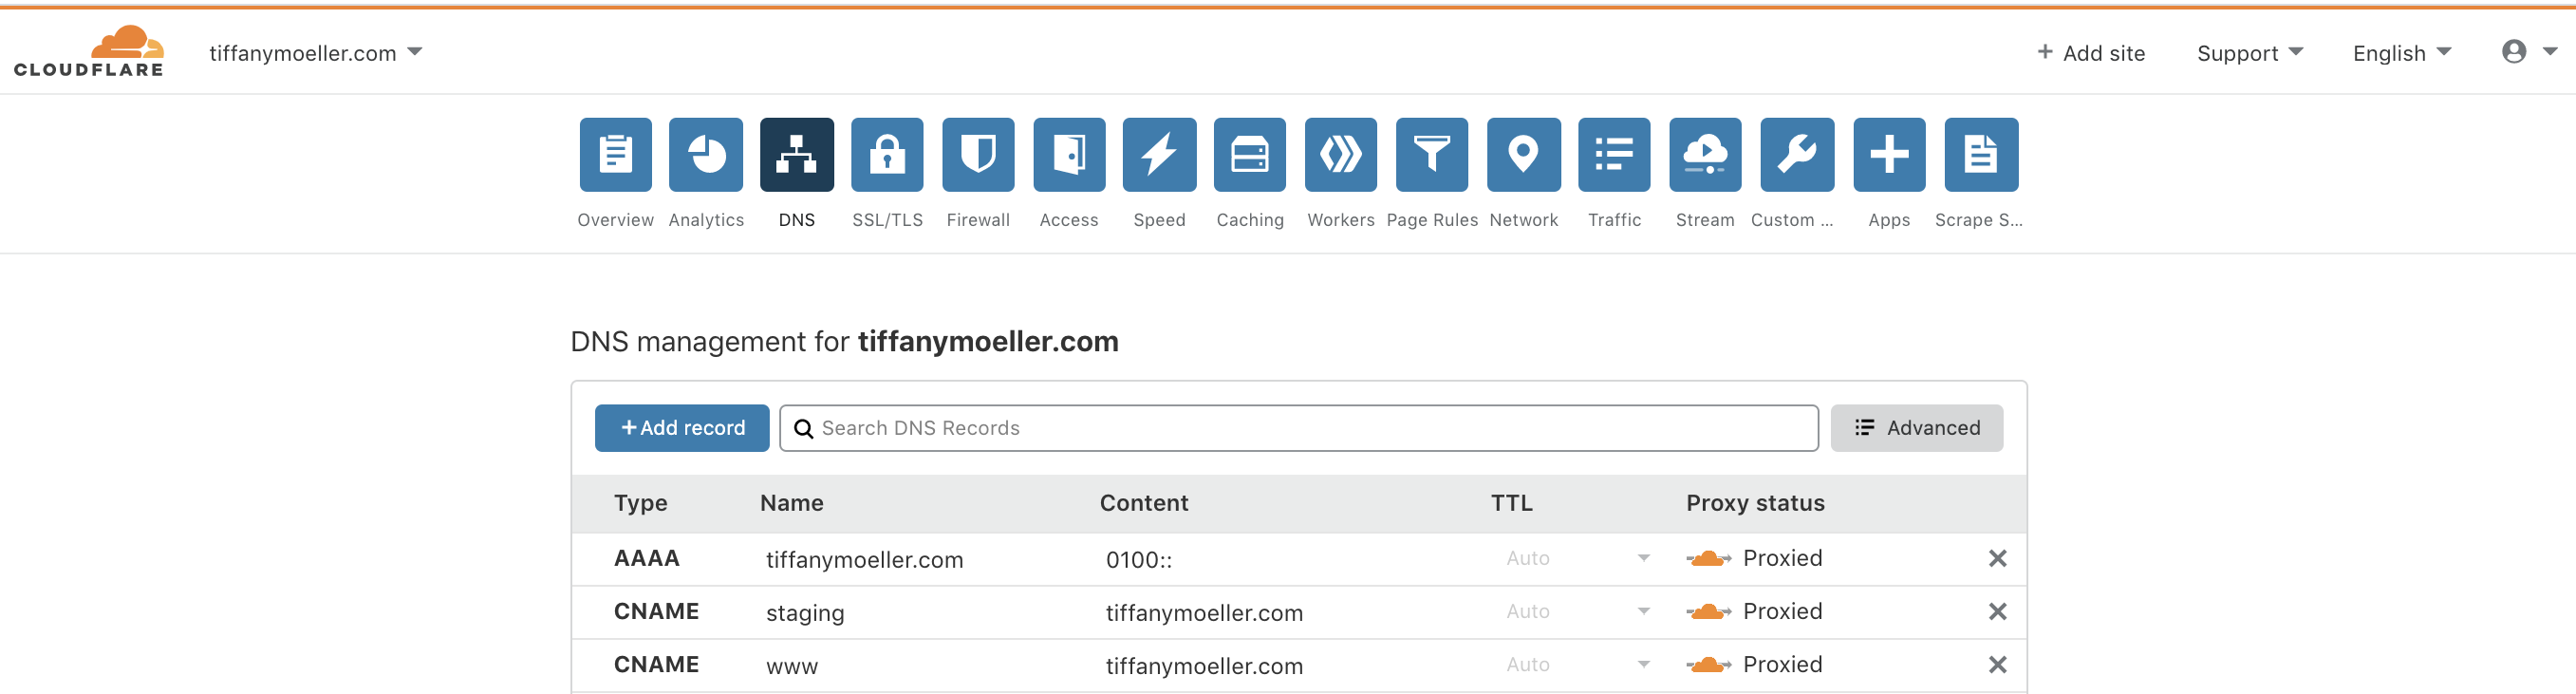 CLOUDFLARE
tiffanymoeller.com
+ Add site
Support
English
Overview
Analytics
DNS
SSL/TLS
Firewall
Access
Speed
Caching
Workers
Page Rules
Network
Traffic
Stream
Custom ...
Apps
Scrape S...
DNS management for tiffanymoeller.com
+ Add record
Search DNS Records
Advanced
Type Name Content TTL Proxy status
AAAA tiffanymoeller.com 0100:: Auto Proxied
CNAME staging tiffanymoeller.com Auto Proxied
CNAME www tiffanymoeller.com Auto Proxied